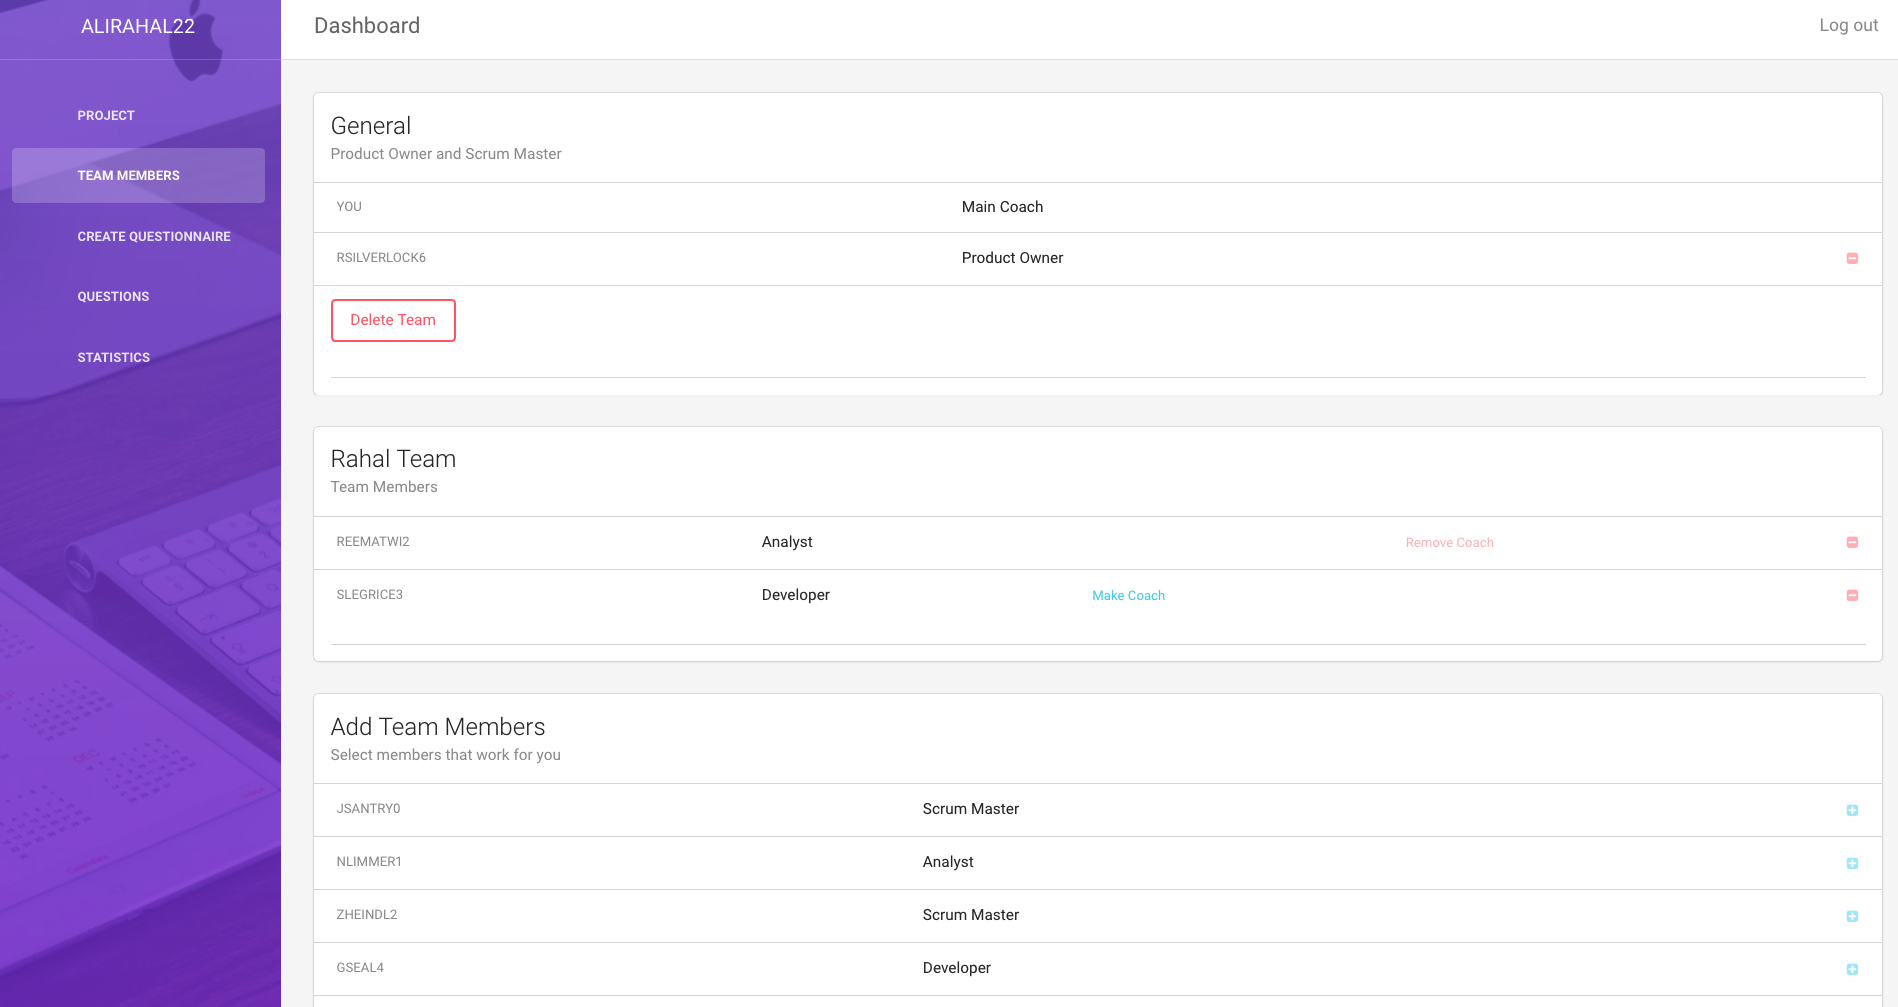 ALIRAHAL22
PROJECT
TEAM MEMBERS
CREATE QUESTIONNAIRE
QUESTIONS
STATISTICS
Dashboard
Log out
General
Product Owner and Scrum Master
YOU Main Coach
RSILVERLOCK6 Product Owner
Delete Team
Rahal Team
Team Members
REEMATWI2 Analyst Remove Coach
SLEGRICE3 Developer Make Coach
Add Team Members
Select members that work for you
JSANTRY0 Scrum Master
NLIMMER1 Analyst
ZHEINDL2 Scrum Master
GSEAL4 Developer